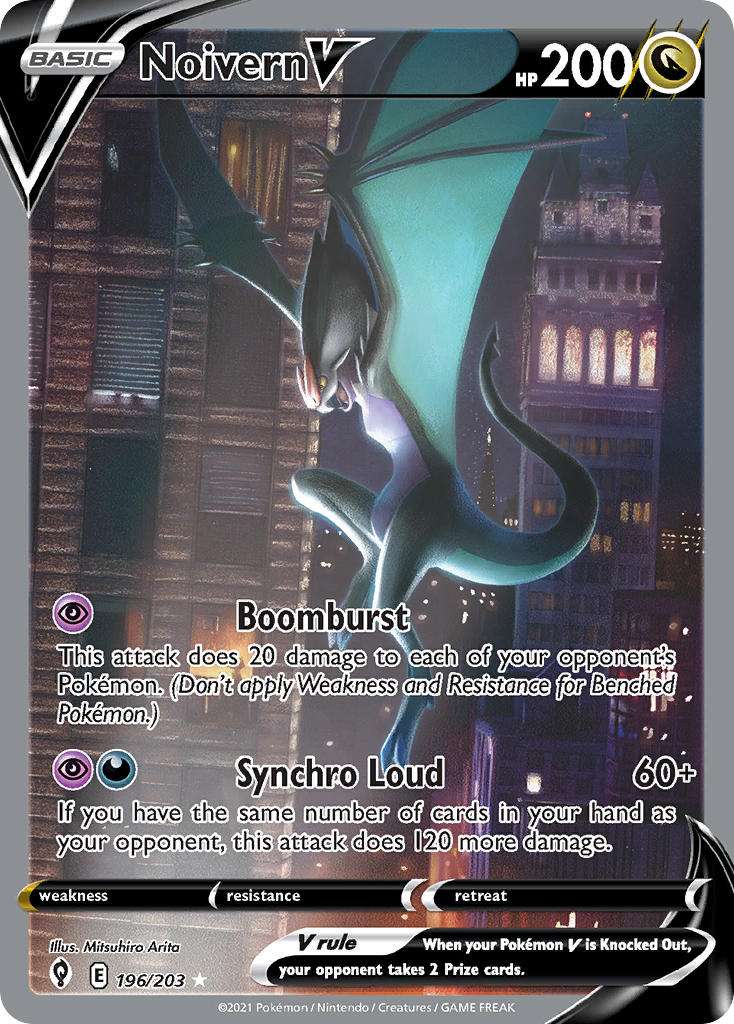 BASIC
Noivern V
HP 200
Boomburst
This attack does 20 damage to each of your opponent's
Pokémon. (Don't apply Weakness and Resistance for Benched
Pokémon.)
Synchro Loud 60+
If you have the same number of cards in your hand as
your opponent, this attack does 120 more damage.
weakness resistance retreat
Illus. Mitsuhiro Arita
V rule When your Pokémon V is Knocked Out,
your opponent takes 2 Prize cards.
E 196/203
©2021 Pokémon / Nintendo / Creatures / GAME FREAK